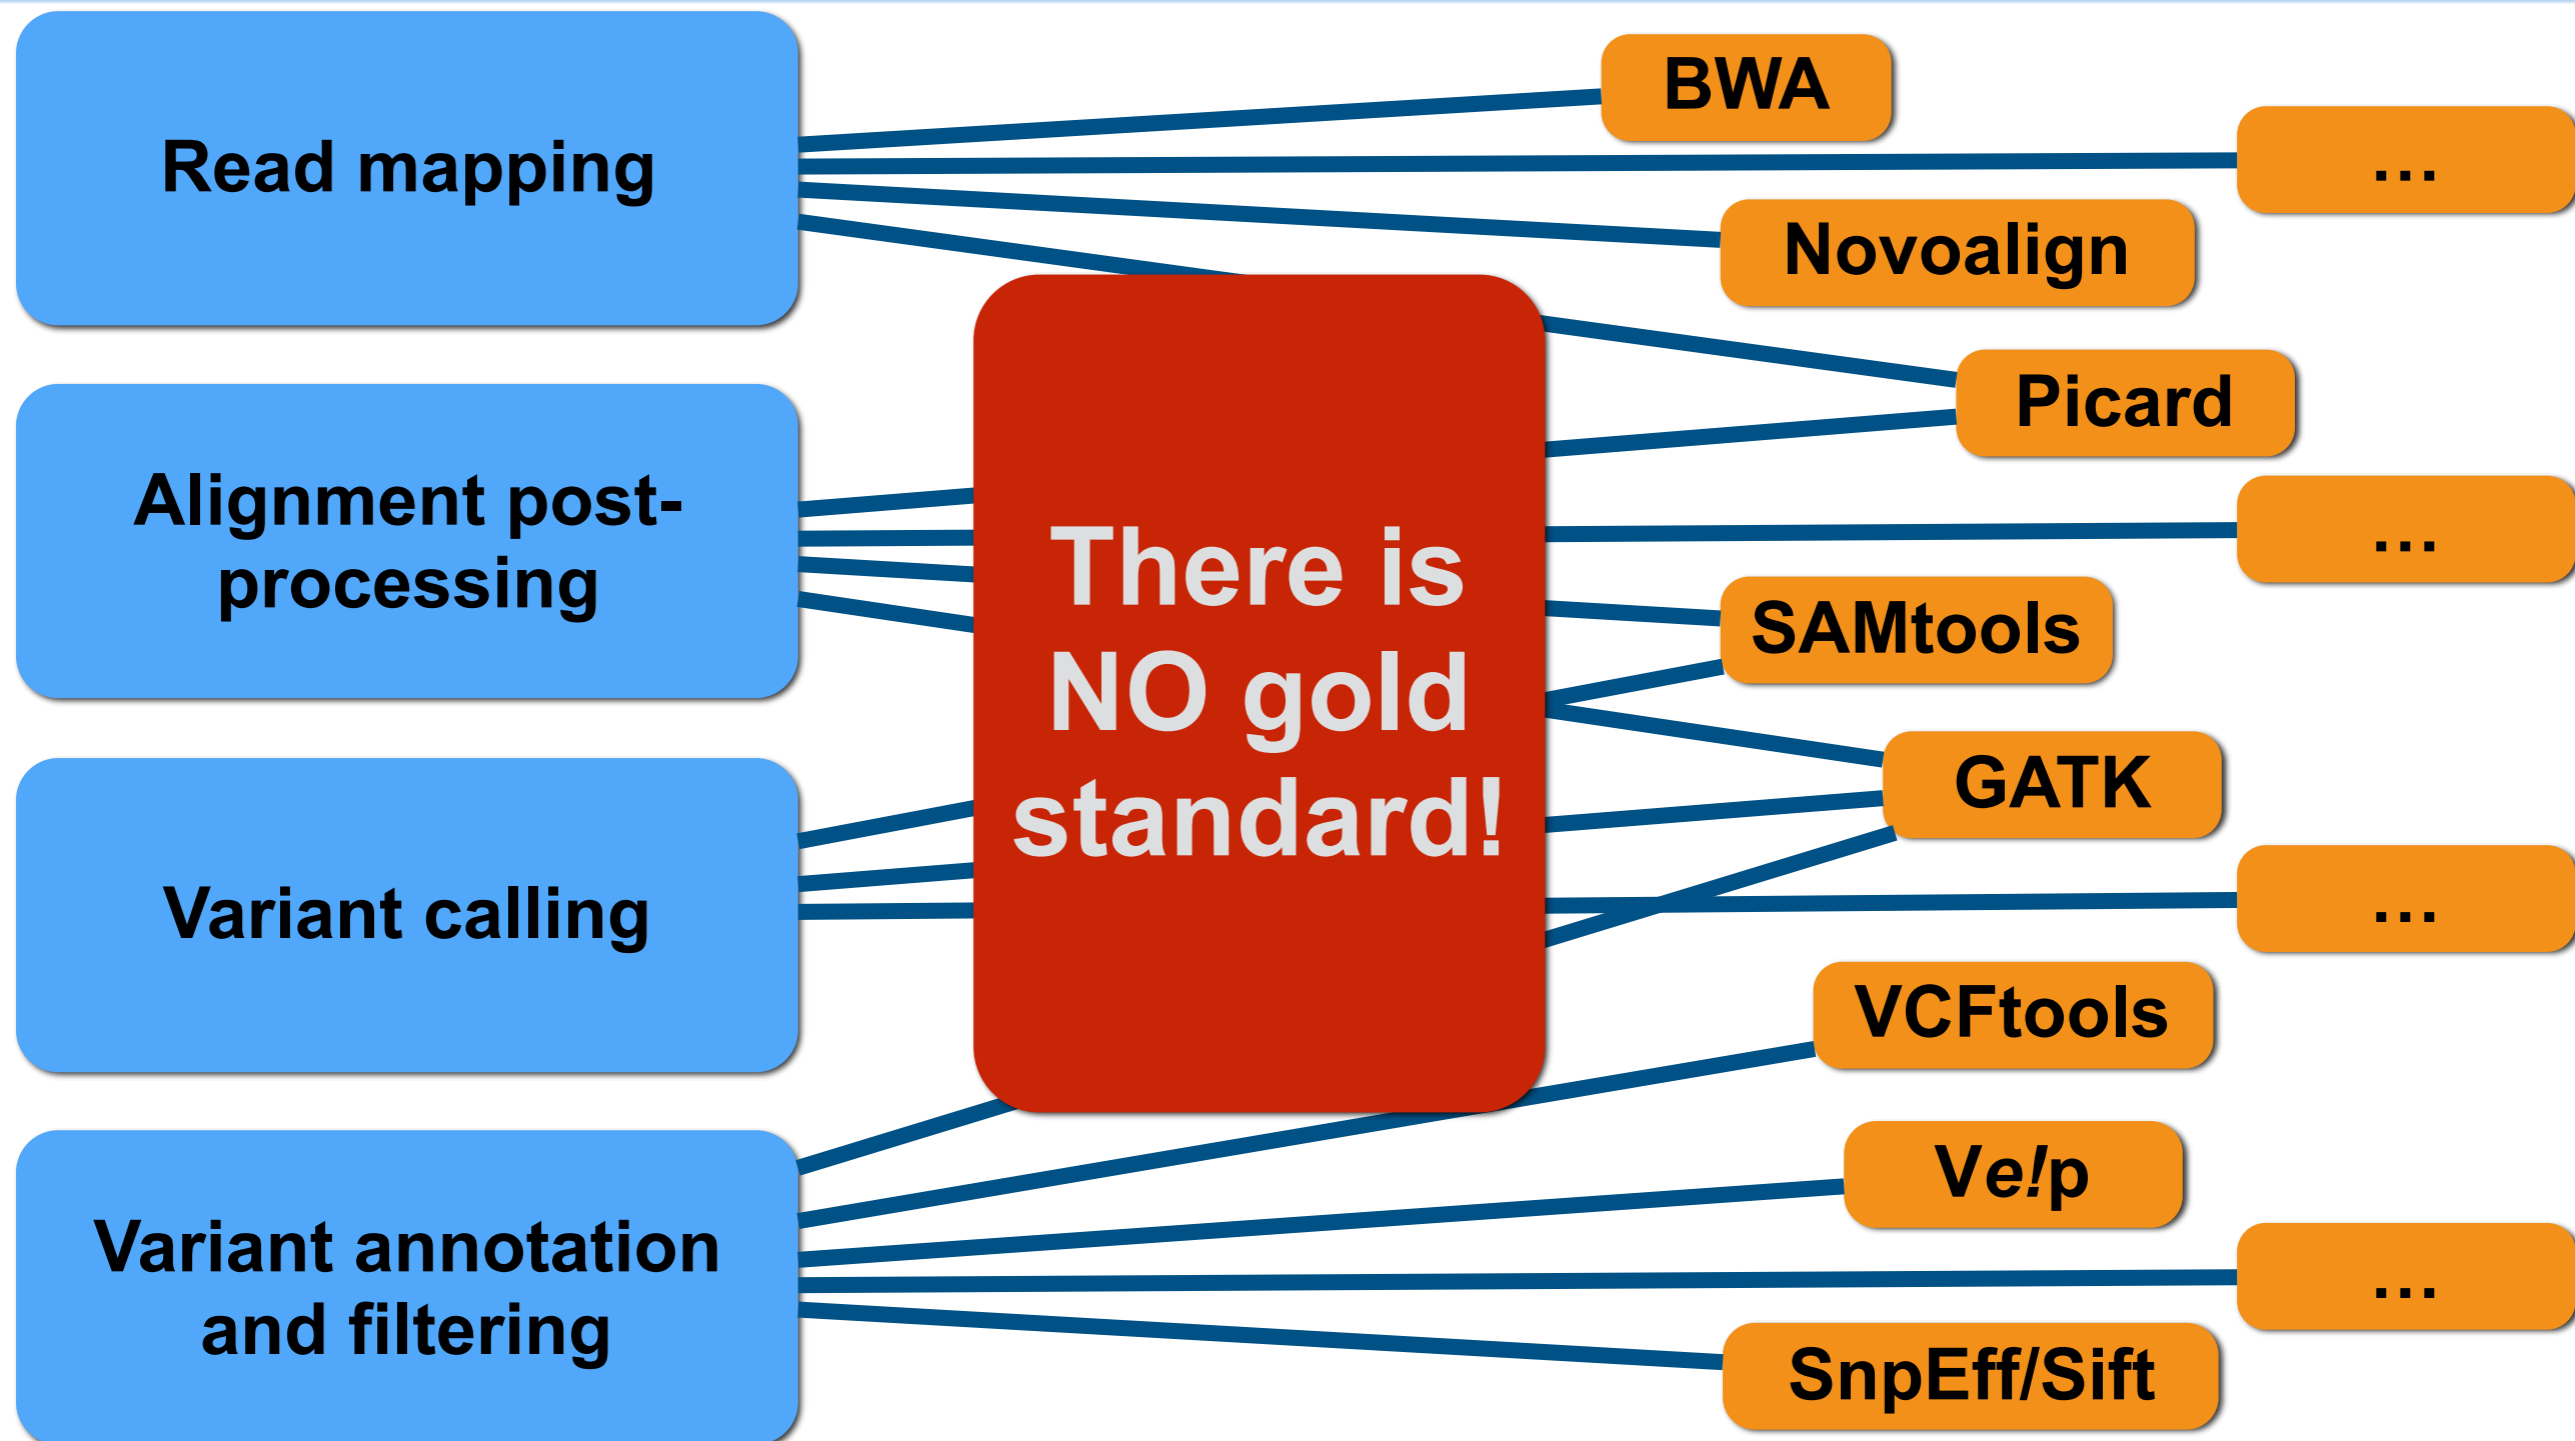 Read mapping
Alignment post-
processing
Variant calling
Variant annotation
and filtering
There is
NO gold
standard!
BWA
...
Novoalign
Picard
...
SAMtools
GATK
...
VCFtools
Ve!p
...
SnpEff/Sift